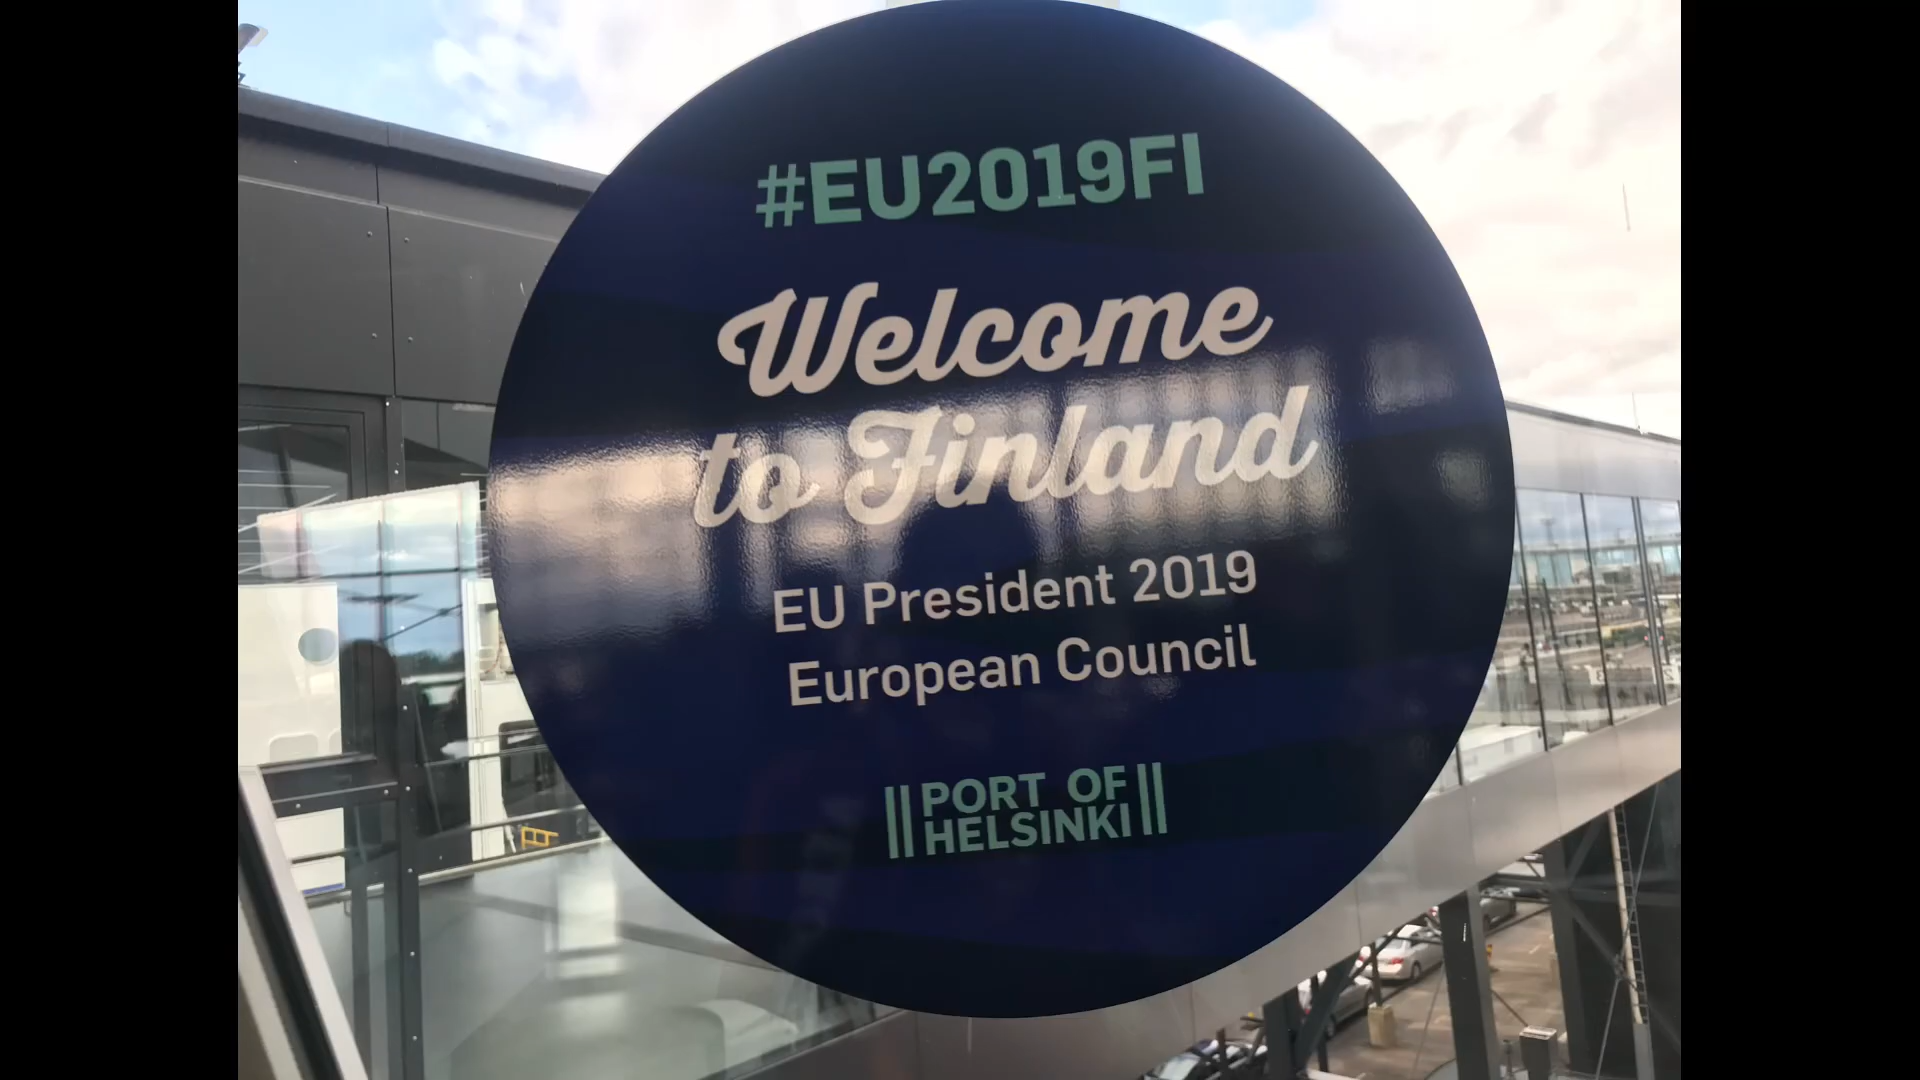 #EU2019FI
Welcome
to Finland
EU President 2019
European Council
PORT OF
HELSINKI